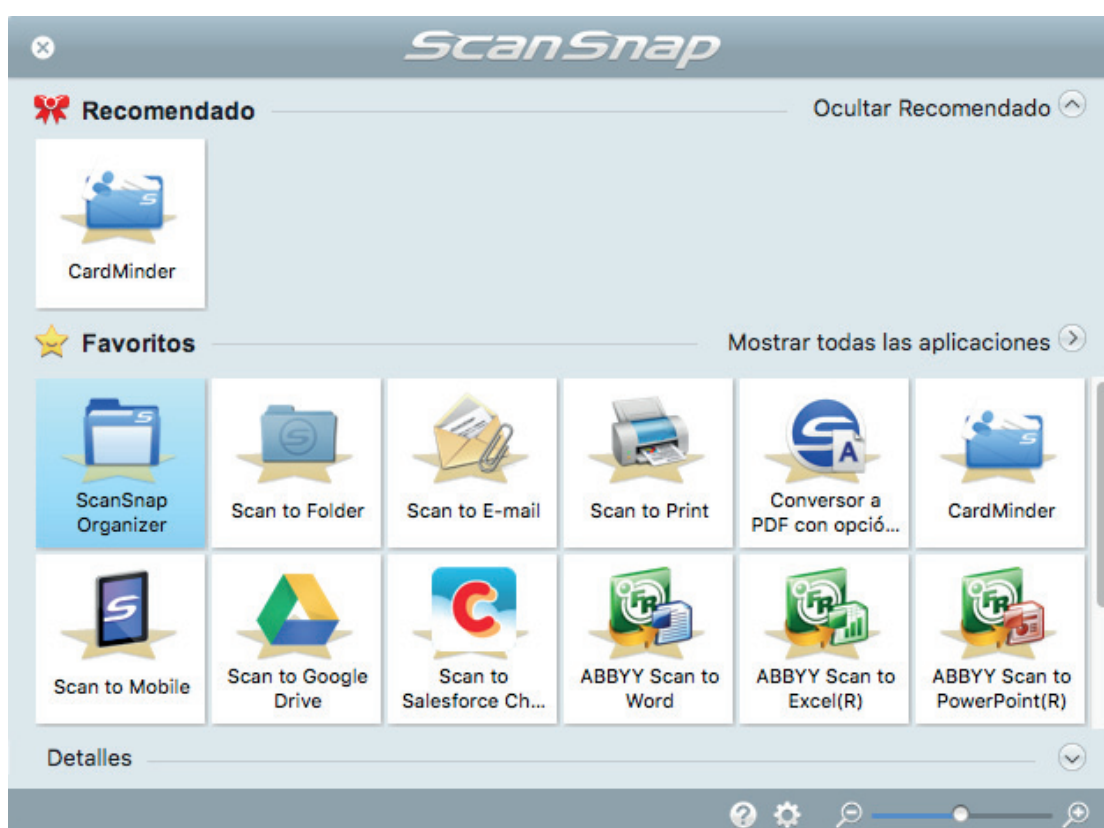 ScanSnap
Recomendado
Ocultar Recomendado
CardMinder
Favoritos
Mostrar todas las aplicaciones
ScanSnap
Organizer
Scan to Folder
Scan to E-mail
Scan to Print
Conversor a
PDF con opció...
CardMinder
Scan to Mobile
Scan to Google
Drive
Scan to
Salesforce Ch...
ABBYY Scan to
Word
ABBYY Scan to
Excel(R)
ABBYY Scan to
PowerPoint(R)
Detalles